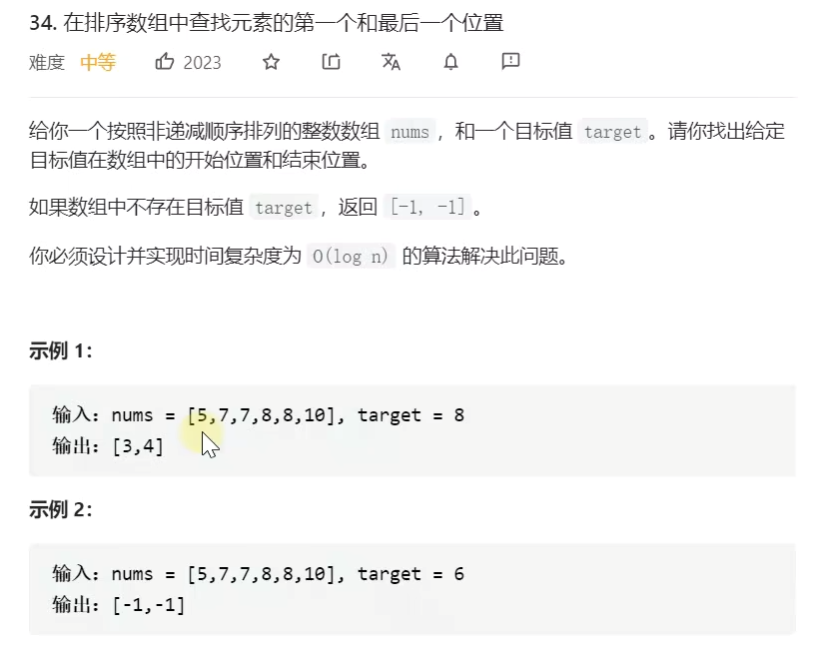 34. 在排序数组中查找元素的第一个和最后一个位置
难度 中等 2023 文A
给你一个按照非递减顺序排列的整数数组 nums，和一个目标值 target。请你找出给定
目标值在数组中的开始位置和结束位置。
如果数组中不存在目标值 target，返回 [-1, -1]。
你必须设计并实现时间复杂度为 O(log n) 的算法解决此问题。
示例 1：
输入：nums = [5,7,7,8,8,10], target = 8
输出：[3,4]
示例 2：
输入：nums = [5,7,7,8,8,10], target = 6
输出：[-1,-1]